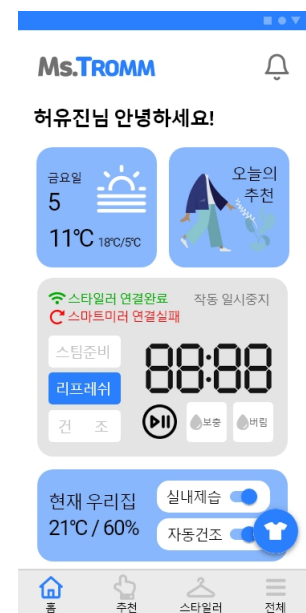 Ms.TROMM
허유진님 안녕하세요!
금요일
5
11℃ 18℃/5℃
오늘의
추천
스타일러 연결완료
작동 일시중지
스마트미러 연결실패
스팀준비
리프레쉬
건 조
88:88
보충
버림
현재 우리집
21℃ / 60%
실내제습
자동건조
홈
추천
스타일러
전체